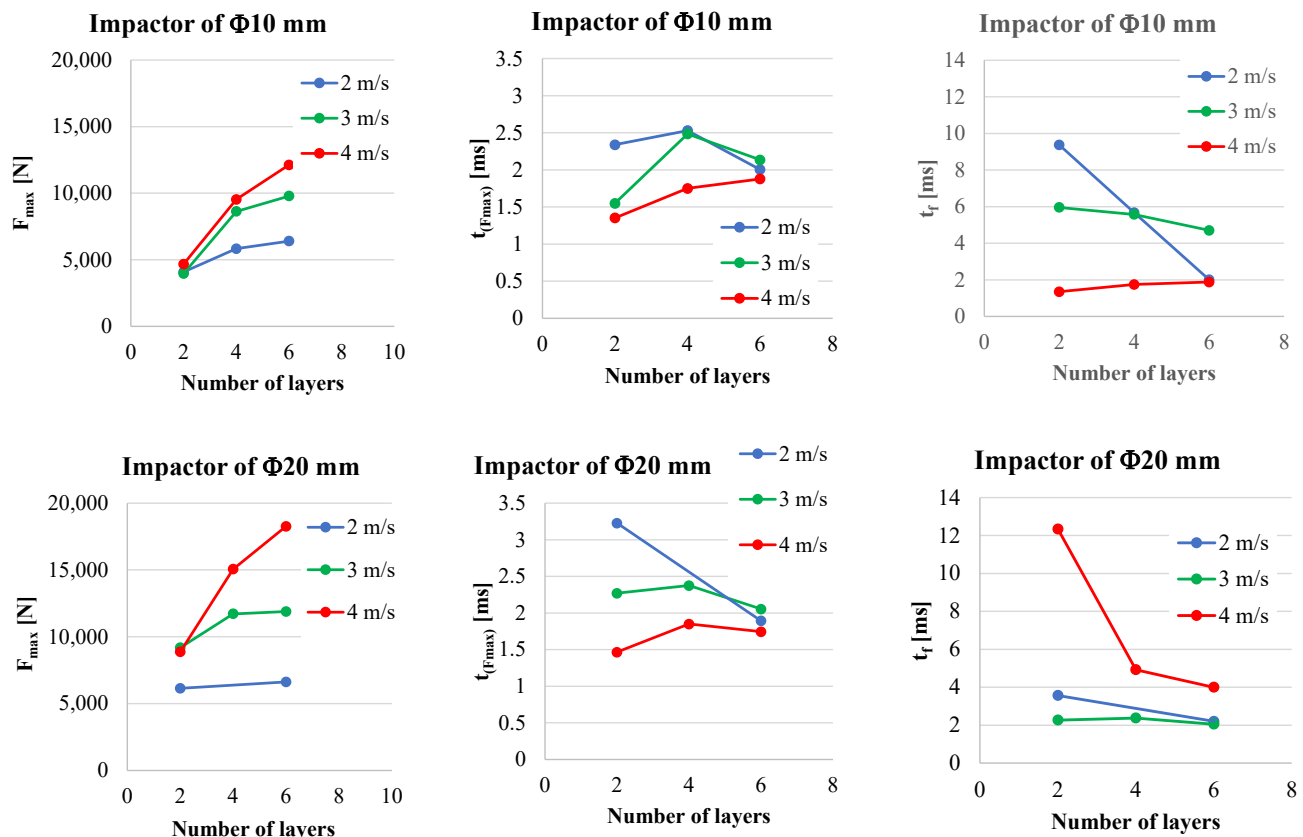 Impactor of Φ10 mm
20,000
15,000
10,000
5,000
0
F_max [N]
0 2 4 6 8 10
Number of layers
2 m/s
3 m/s
4 m/s
Impactor of Φ10 mm
3.5
3
2.5
2
1.5
1
0.5
0
t_(Fmax) [ms]
0 2 4 6 8
Number of layers
2 m/s
3 m/s
4 m/s
Impactor of Φ10 mm
14
12
10
8
6
4
2
0
t_f [ms]
0 2 4 6 8
Number of layers
2 m/s
3 m/s
4 m/s
Impactor of Φ20 mm
20,000
15,000
10,000
5,000
0
F_max [N]
0 2 4 6 8 10
Number of layers
2 m/s
3 m/s
4 m/s
Impactor of Φ20 mm
3.5
3
2.5
2
1.5
1
0.5
0
t_(Fmax) [ms]
0 2 4 6 8
Number of layers
2 m/s
3 m/s
4 m/s
Impactor of Φ20 mm
14
12
10
8
6
4
2
0
t_f [ms]
0 2 4 6 8
Number of layers
2 m/s
3 m/s
4 m/s